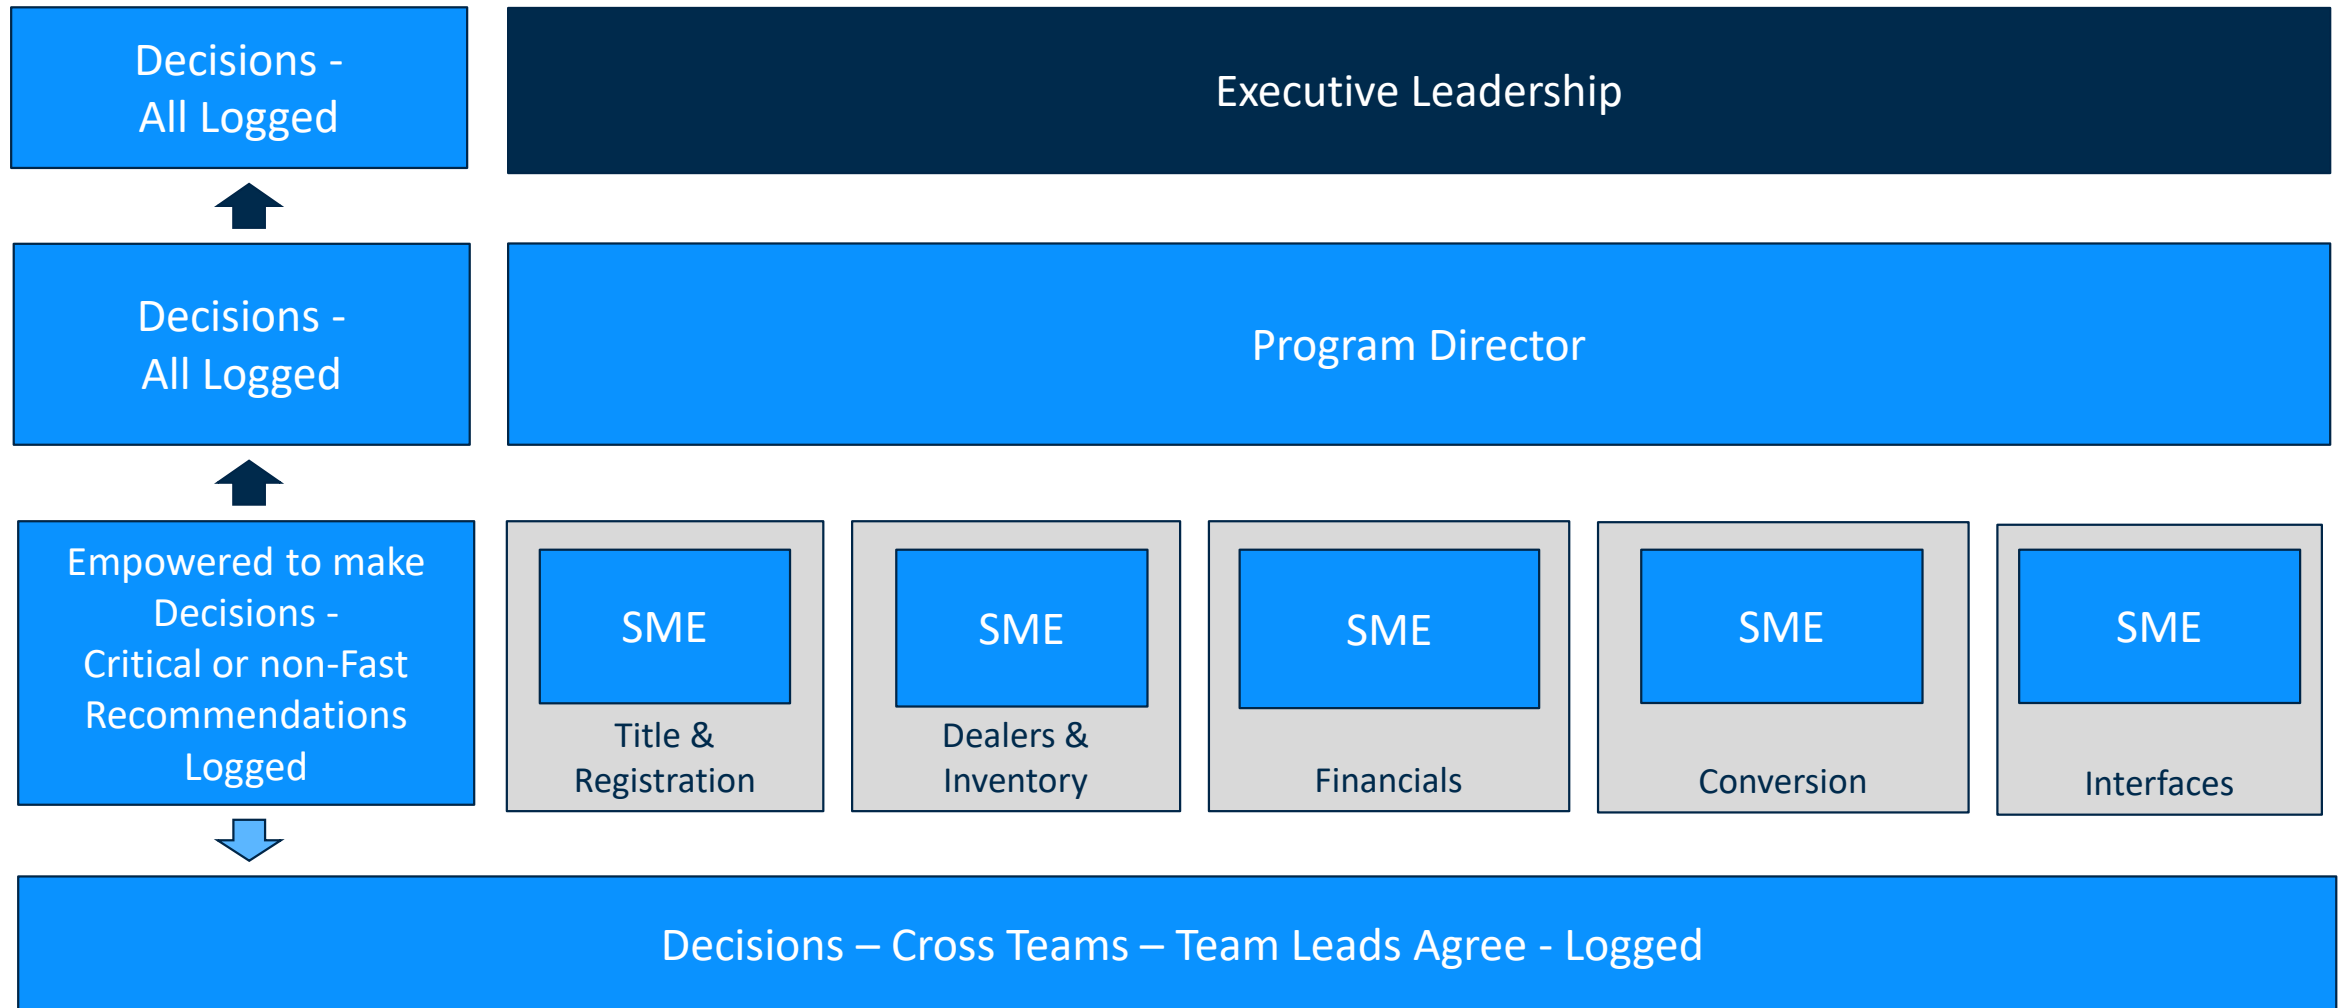 Decisions -
All Logged
Executive Leadership
Decisions -
All Logged
Program Director
Empowered to make
Decisions -
Critical or non-Fast
Recommendations
Logged
SME
Title &
Registration
SME
Dealers &
Inventory
SME
Financials
SME
Conversion
SME
Interfaces
Decisions – Cross Teams – Team Leads Agree - Logged